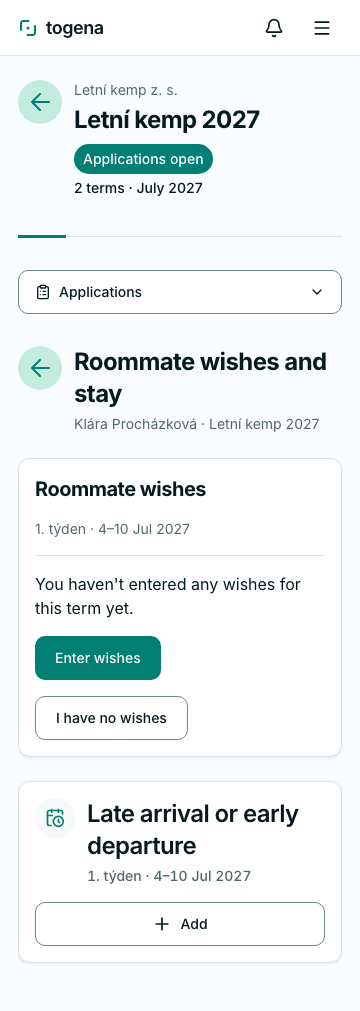 togena
Letní kemp z. s.
Letní kemp 2027
Applications open
2 terms · July 2027
Applications
Roommate wishes and
stay
Klára Procházková · Letní kemp 2027
Roommate wishes
1. týden · 4–10 Jul 2027
You haven't entered any wishes for
this term yet.
Enter wishes
I have no wishes
Late arrival or early
departure
1. týden · 4–10 Jul 2027
Add